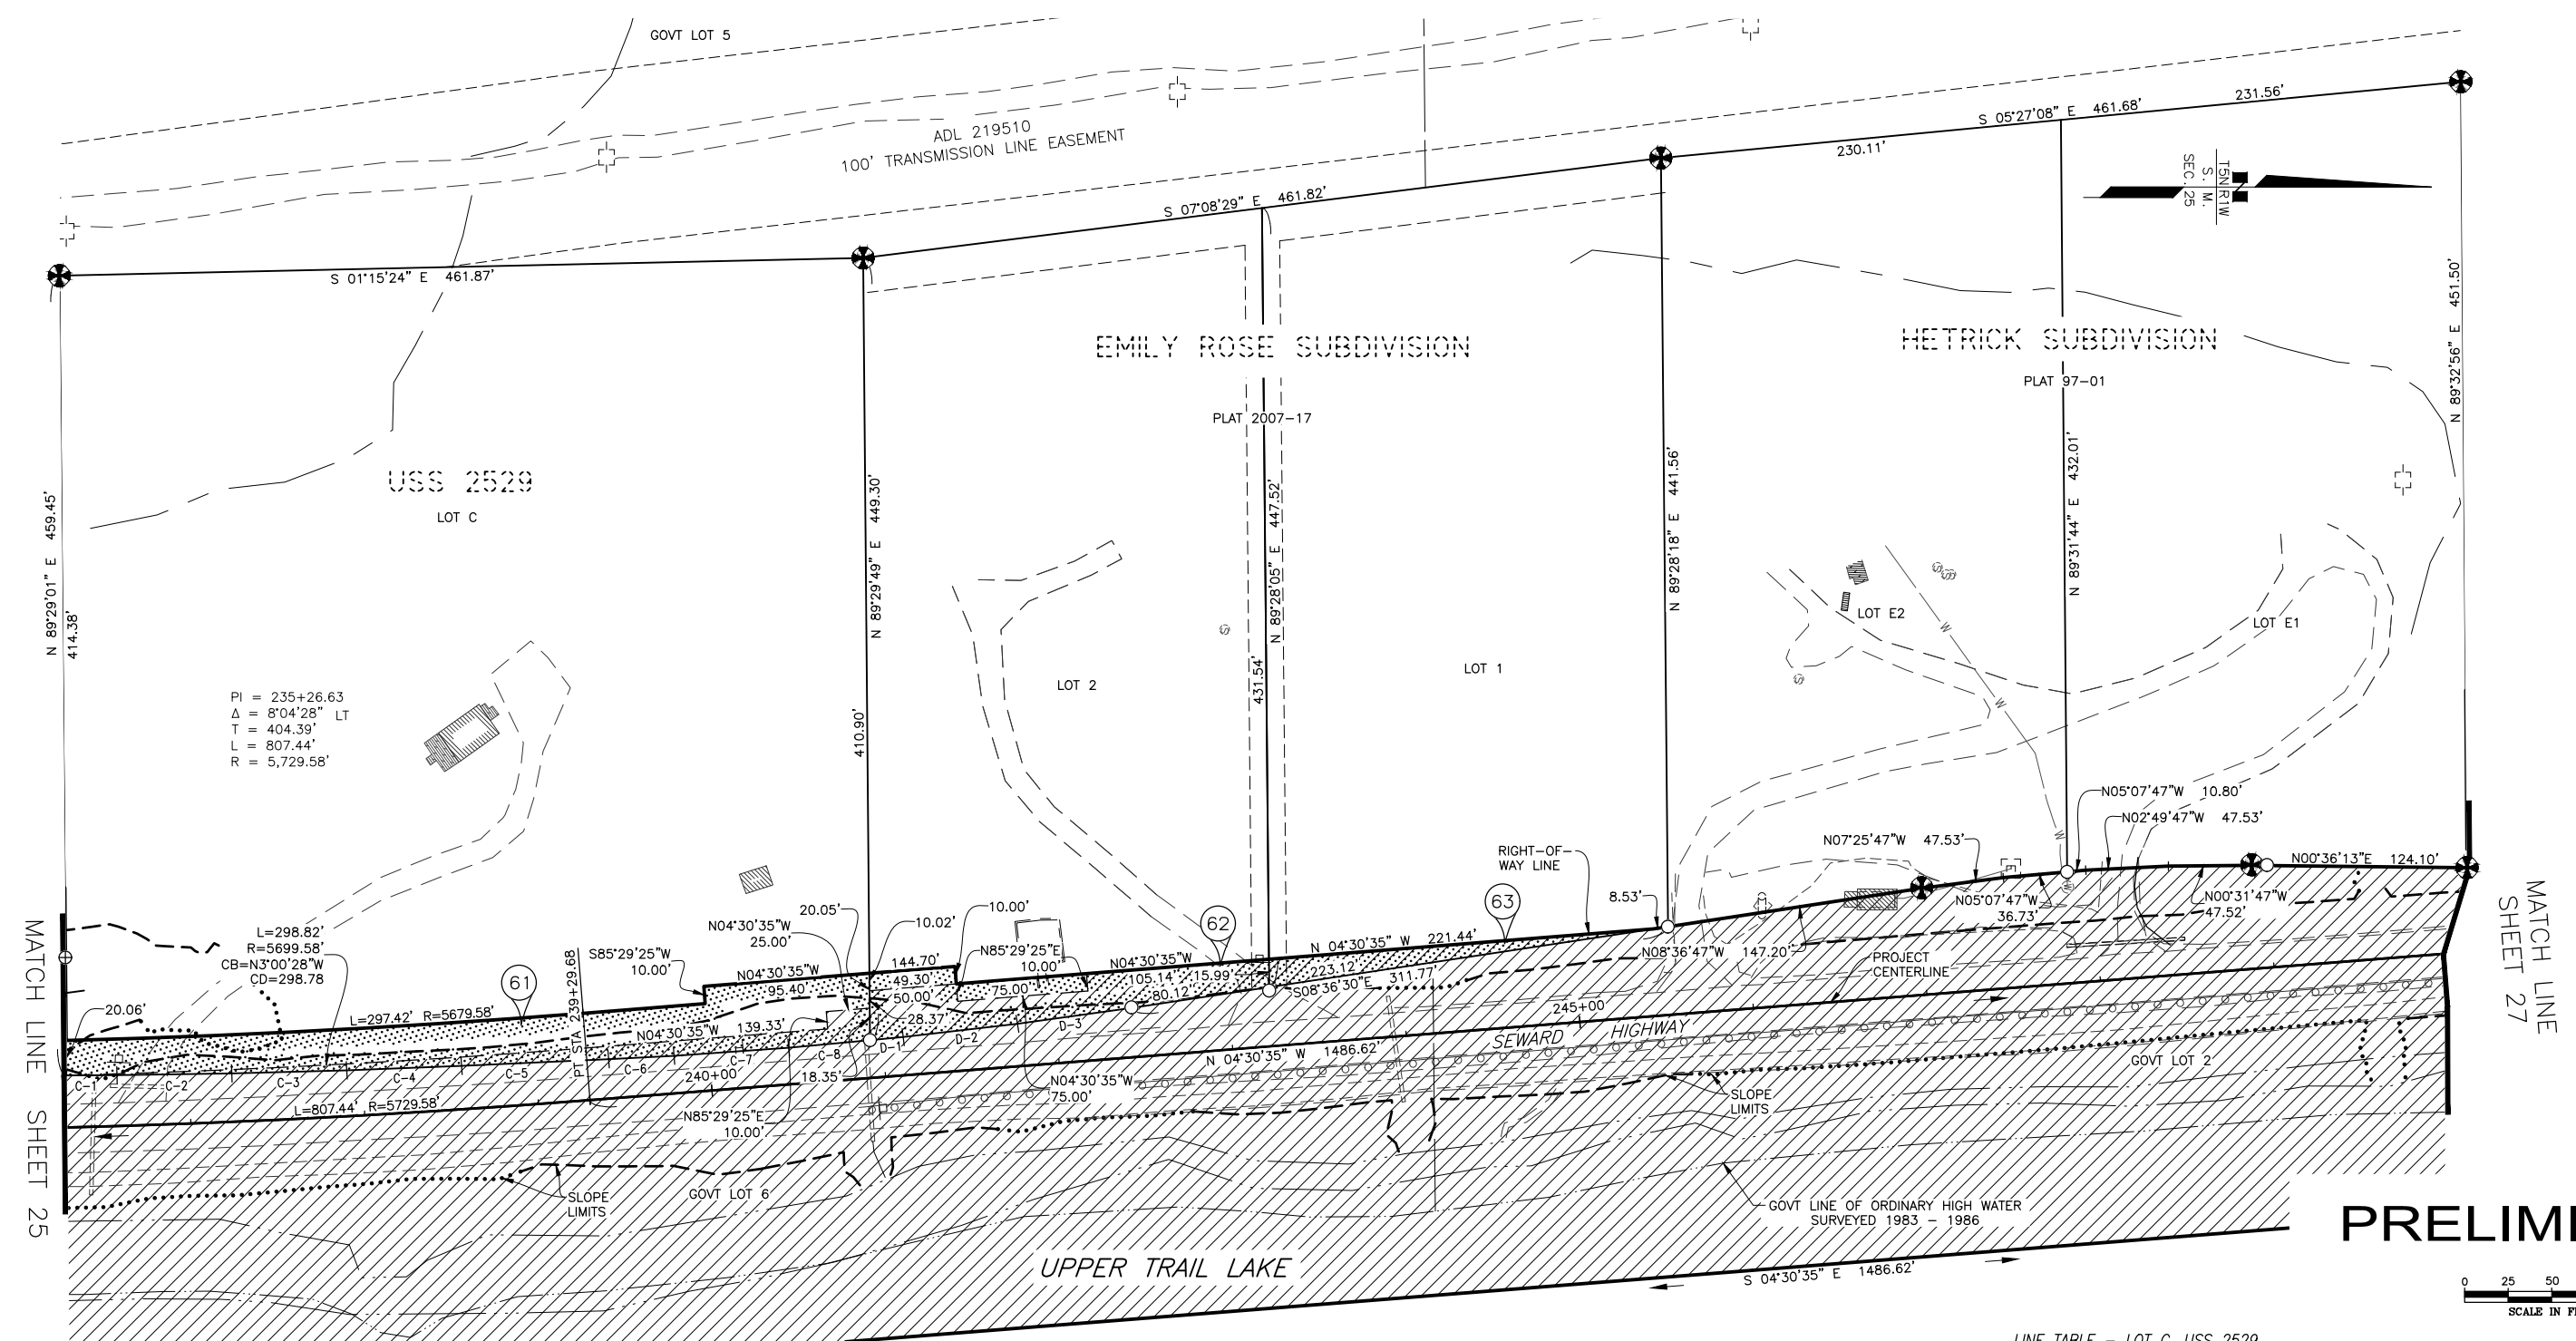 GOVT LOT 5
ADL 219510
100' TRANSMISSION LINE EASEMENT
S 05°27'08" E 461.68'
231.56'
230.11'
S 07°08'29" E 461.82'
S 01°15'24" E 461.87'
T5N R1W
S. M.
SEC. 25
N 89°32'56" E 451.50'
EMILY ROSE SUBDIVISION
PLAT 2007-17
HETRICK SUBDIVISION
PLAT 97-01
USS 2529
LOT C
N 89°29'01" E 459.45'
414.38'
N 89°29'49" E 449.30'
410.90'
N 89°28'05" E 447.52'
431.54'
N 89°28'18" E 441.56'
N 89°31'44" E 432.01'
LOT 2
LOT 1
LOT E2
LOT E1
W
W
W
W
PI = 235+26.63
Δ = 8°04'28" LT
T = 404.39'
L = 807.44'
R = 5,729.58'
N05°07'47"W 10.80'
N02°49'47"W 47.53'
N07°25'47"W 47.53'
N00°36'13"E 124.10'
N00°31'47"W
47.52'
N05°07'47"W
36.73'
RIGHT-OF-
WAY LINE
8.53'
N08°36'47"W 147.20'
PROJECT
CENTERLINE
L=298.82'
R=5699.58'
CB=N3°00'28"W
CD=298.78
20.06'
61
L=297.42' R=5679.58'
PT STA 239+29.68
S85°29'25"W
10.00'
N04°30'35"W
25.00'
20.05'
10.02'
10.00'
N85°29'25"E
10.00'
N04°30'35"W
95.40'
144.70'
49.30'
50.00'
28.37'
75.00'
N04°30'35"W
105.14'
15.99'
80.12'
62
63
N 04°30'35" W 221.44'
223.12'
S08°36'30"E 311.77'
N04°30'35"W 139.33'
C-1
C-2
C-3
C-4
C-5
C-6
C-7
C-8
D-1
D-2
D-3
240+00
18.35'
245+00
SEWARD HIGHWAY
N 04°30'35" W 1486.62'
L=807.44' R=5729.58'
N85°29'25"E
10.00'
N04°30'35"W
75.00'
SLOPE
LIMITS
GOVT LOT 6
SLOPE
LIMITS
GOVT LOT 2
GOVT LINE OF ORDINARY HIGH WATER
SURVEYED 1983 - 1986
UPPER TRAIL LAKE
S 04°30'35" E 1486.62'
MATCH LINE SHEET 25
MATCH LINE
SHEET 27
PRELIMI
0 25 50
SCALE IN FE
LINE TABLE - LOT C, USS 2529